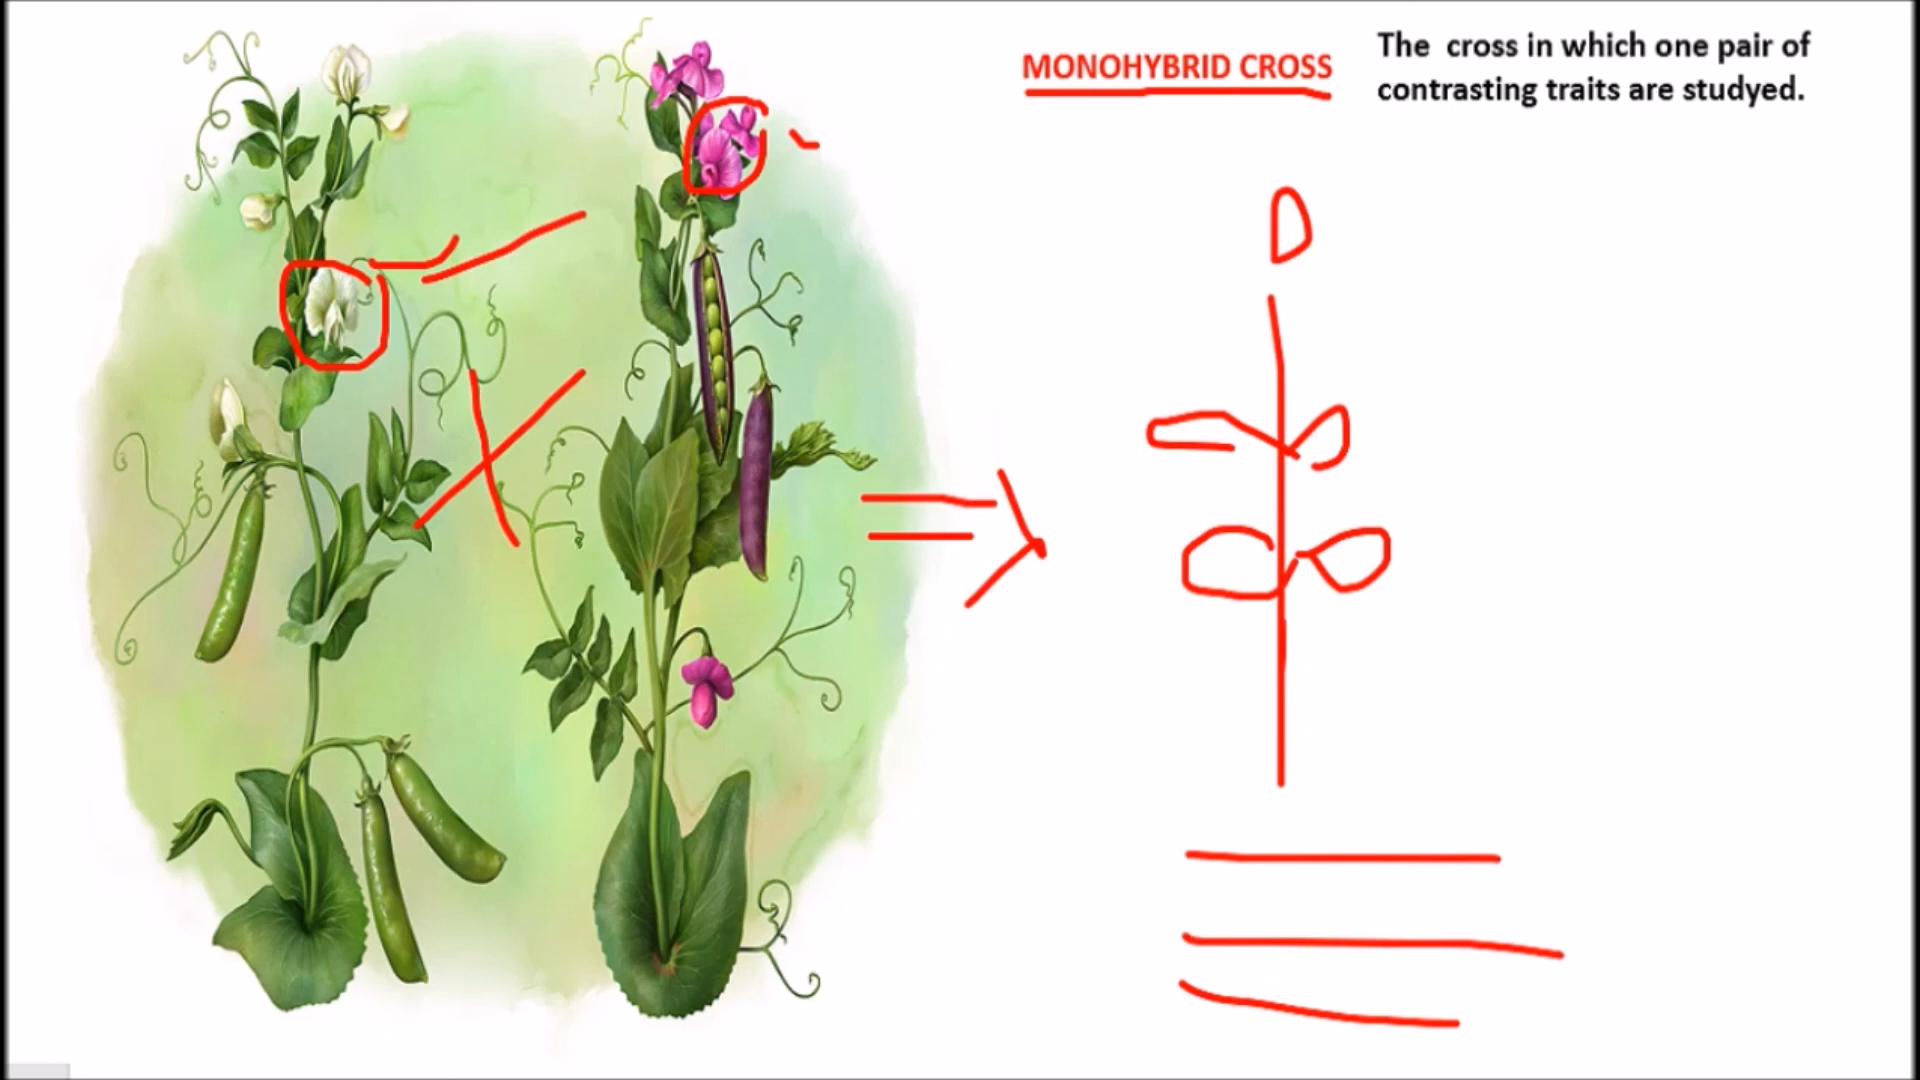 MONOHYBRID CROSS
The cross in which one pair of
contrasting traits are studyed.